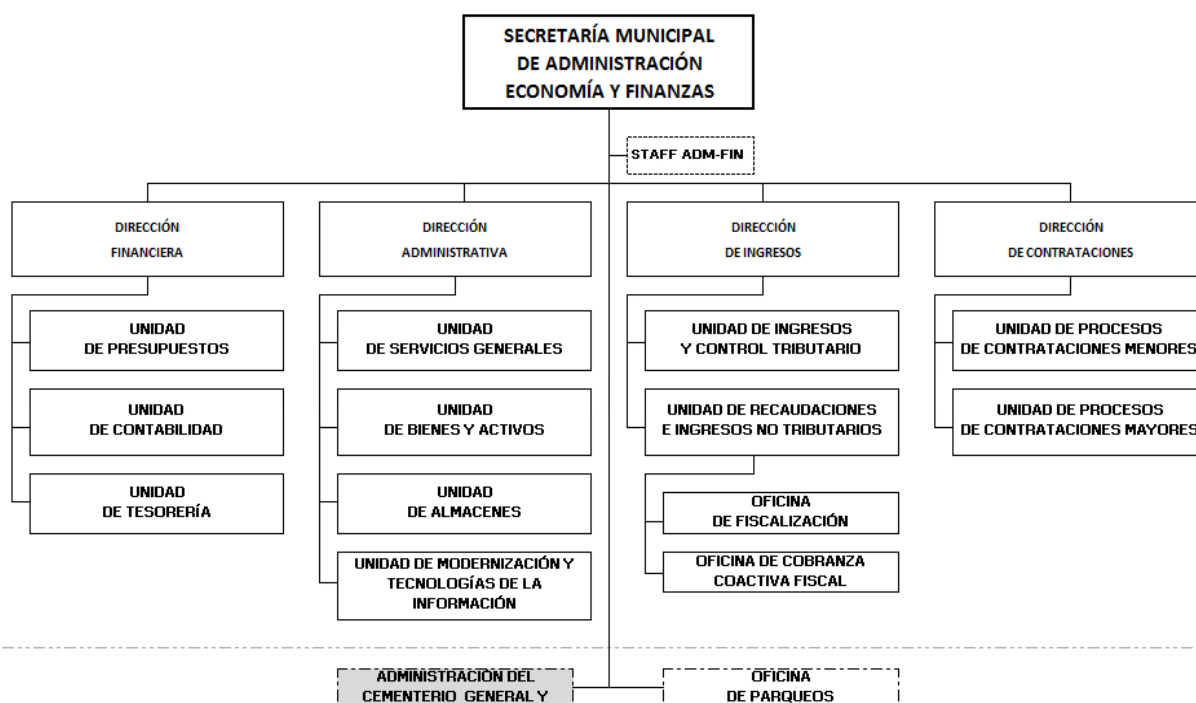 SECRETARÍA MUNICIPAL
DE ADMINISTRACIÓN
ECONOMÍA Y FINANZAS
STAFF ADM-FIN
DIRECCIÓN
FINANCIERA
DIRECCIÓN
ADMINISTRATIVA
DIRECCIÓN
DE INGRESOS
DIRECCIÓN
DE CONTRATACIONES
UNIDAD
DE PRESUPUESTOS
UNIDAD
DE SERVICIOS GENERALES
UNIDAD DE INGRESOS
Y CONTROL TRIBUTARIO
UNIDAD DE PROCESOS
DE CONTRATACIONES MENORES
UNIDAD
DE CONTABILIDAD
UNIDAD
DE BIENES Y ACTIVOS
UNIDAD DE RECAUDACIONES
E INGRESOS NO TRIBUTARIOS
UNIDAD DE PROCESOS
DE CONTRATACIONES MAYORES
UNIDAD
DE TESORERÍA
UNIDAD
DE ALMACENES
OFICINA
DE FISCALIZACIÓN
UNIDAD DE MODERNIZACIÓN Y
TECNOLOGÍAS DE LA
INFORMACIÓN
OFICINA DE COBRANZA
COACTIVA FISCAL
ADMINISTRACIÓN DEL
CEMENTERIO GENERAL Y
OFICINA
DE PARQUEOS